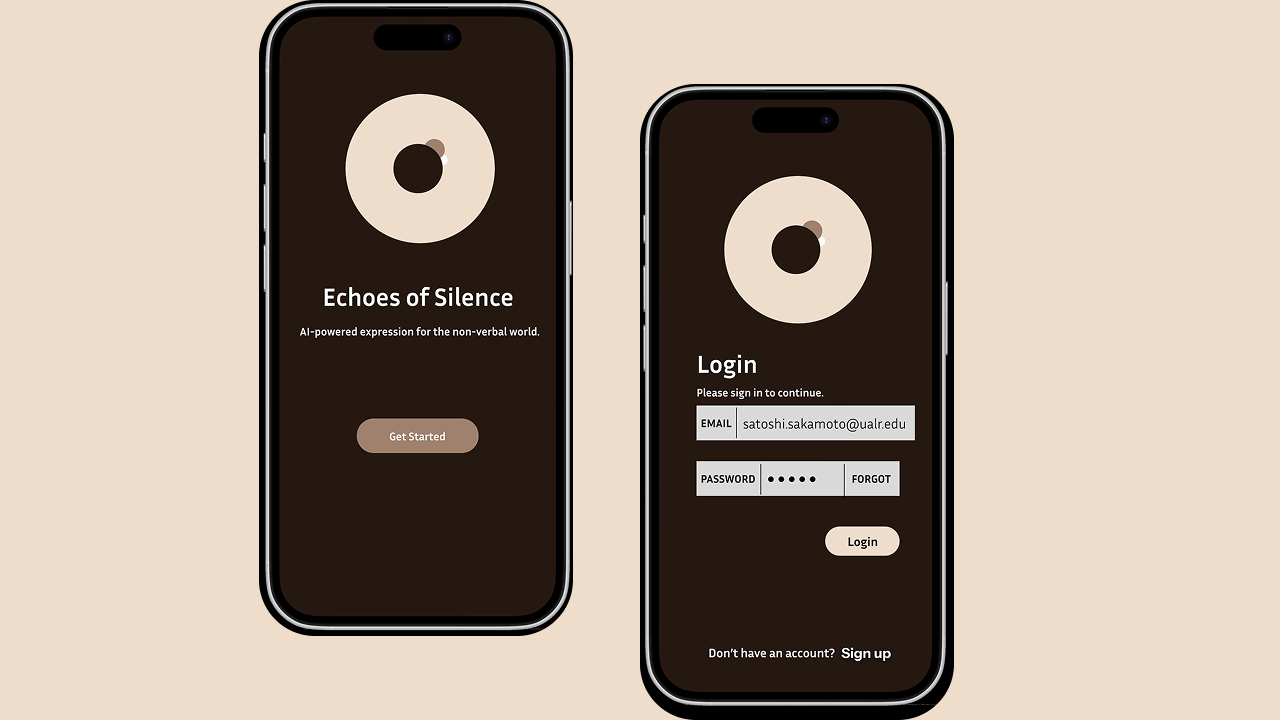 Echoes of Silence
AI-powered expression for the non-verbal world.
Get Started
Login
Please sign in to continue.
EMAIL satoshi.sakamoto@ualr.edu
PASSWORD ●●●●● FORGOT
Login
Don't have an account? Sign up